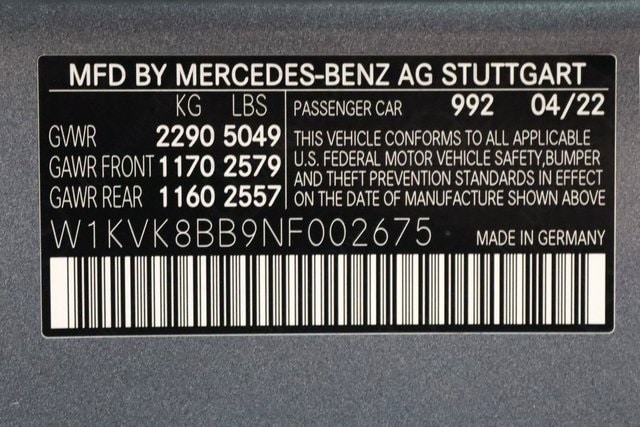 MFD BY MERCEDES-BENZ AG STUTTGART
KG LBS
GVWR 2290 5049
GAWR FRONT 1170 2579
GAWR REAR 1160 2557
PASSENGER CAR 992 04/22
THIS VEHICLE CONFORMS TO ALL APPLICABLE
U.S. FEDERAL MOTOR VEHICLE SAFETY,BUMPER
AND THEFT PREVENTION STANDARDS IN EFFECT
ON THE DATE OF MANUFACTURE SHOWN ABOVE
W1KVK8BB9NF002675 MADE IN GERMANY